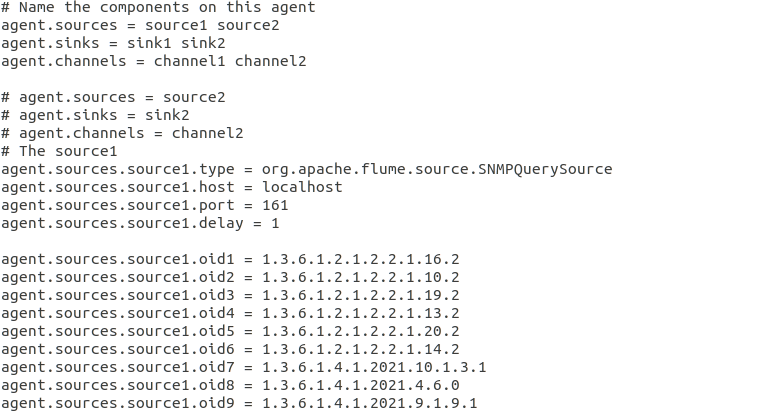 # Name the components on this agent
agent.sources = source1 source2
agent.sinks = sink1 sink2
agent.channels = channel1 channel2
# agent.sources = source2
# agent.sinks = sink2
# agent.channels = channel2
# The source1
agent.sources.source1.type = org.apache.flume.source.SNMPQuerySource
agent.sources.source1.host = localhost
agent.sources.source1.port = 161
agent.sources.source1.delay = 1
agent.sources.source1.oid1 = 1.3.6.1.2.1.2.2.1.16.2
agent.sources.source1.oid2 = 1.3.6.1.2.1.2.2.1.10.2
agent.sources.source1.oid3 = 1.3.6.1.2.1.2.2.1.19.2
agent.sources.source1.oid4 = 1.3.6.1.2.1.2.2.1.13.2
agent.sources.source1.oid5 = 1.3.6.1.2.1.2.2.1.20.2
agent.sources.source1.oid6 = 1.3.6.1.2.1.2.2.1.14.2
agent.sources.source1.oid7 = 1.3.6.1.4.1.2021.10.1.3.1
agent.sources.source1.oid8 = 1.3.6.1.4.1.2021.4.6.0
agent.sources.source1.oid9 = 1.3.6.1.4.1.2021.9.1.9.1